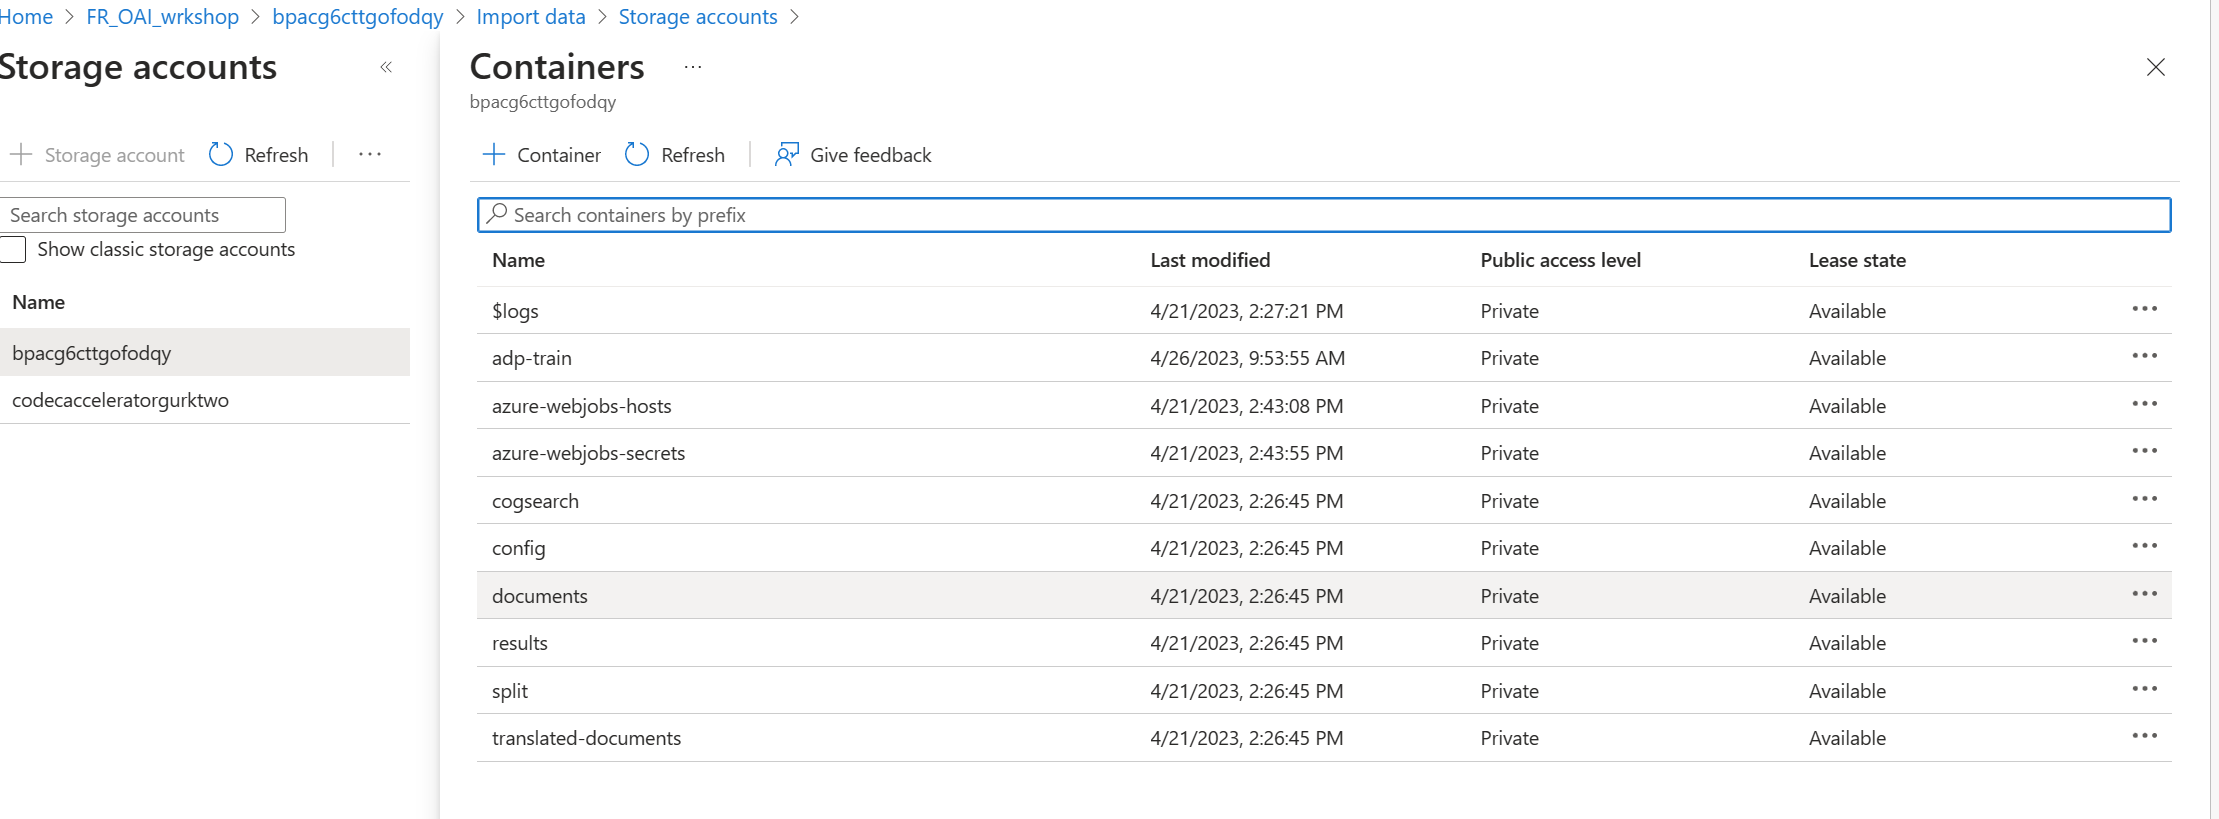 Home > FR_OAI_wrkshop > bpacg6cttgofodqy > Import data > Storage accounts >
Storage accounts «
+ Storage account Refresh ...
Search storage accounts
Show classic storage accounts
Name
bpacg6cttgofodqy
codecacceleratorgurktwo
Containers ...
bpacg6cttgofodqy
+ Container Refresh Give feedback
Search containers by prefix
Name Last modified Public access level Lease state
$logs 4/21/2023, 2:27:21 PM Private Available ...
adp-train 4/26/2023, 9:53:55 AM Private Available ...
azure-webjobs-hosts 4/21/2023, 2:43:08 PM Private Available ...
azure-webjobs-secrets 4/21/2023, 2:43:55 PM Private Available ...
cogsearch 4/21/2023, 2:26:45 PM Private Available ...
config 4/21/2023, 2:26:45 PM Private Available ...
documents 4/21/2023, 2:26:45 PM Private Available ...
results 4/21/2023, 2:26:45 PM Private Available ...
split 4/21/2023, 2:26:45 PM Private Available ...
translated-documents 4/21/2023, 2:26:45 PM Private Available ...